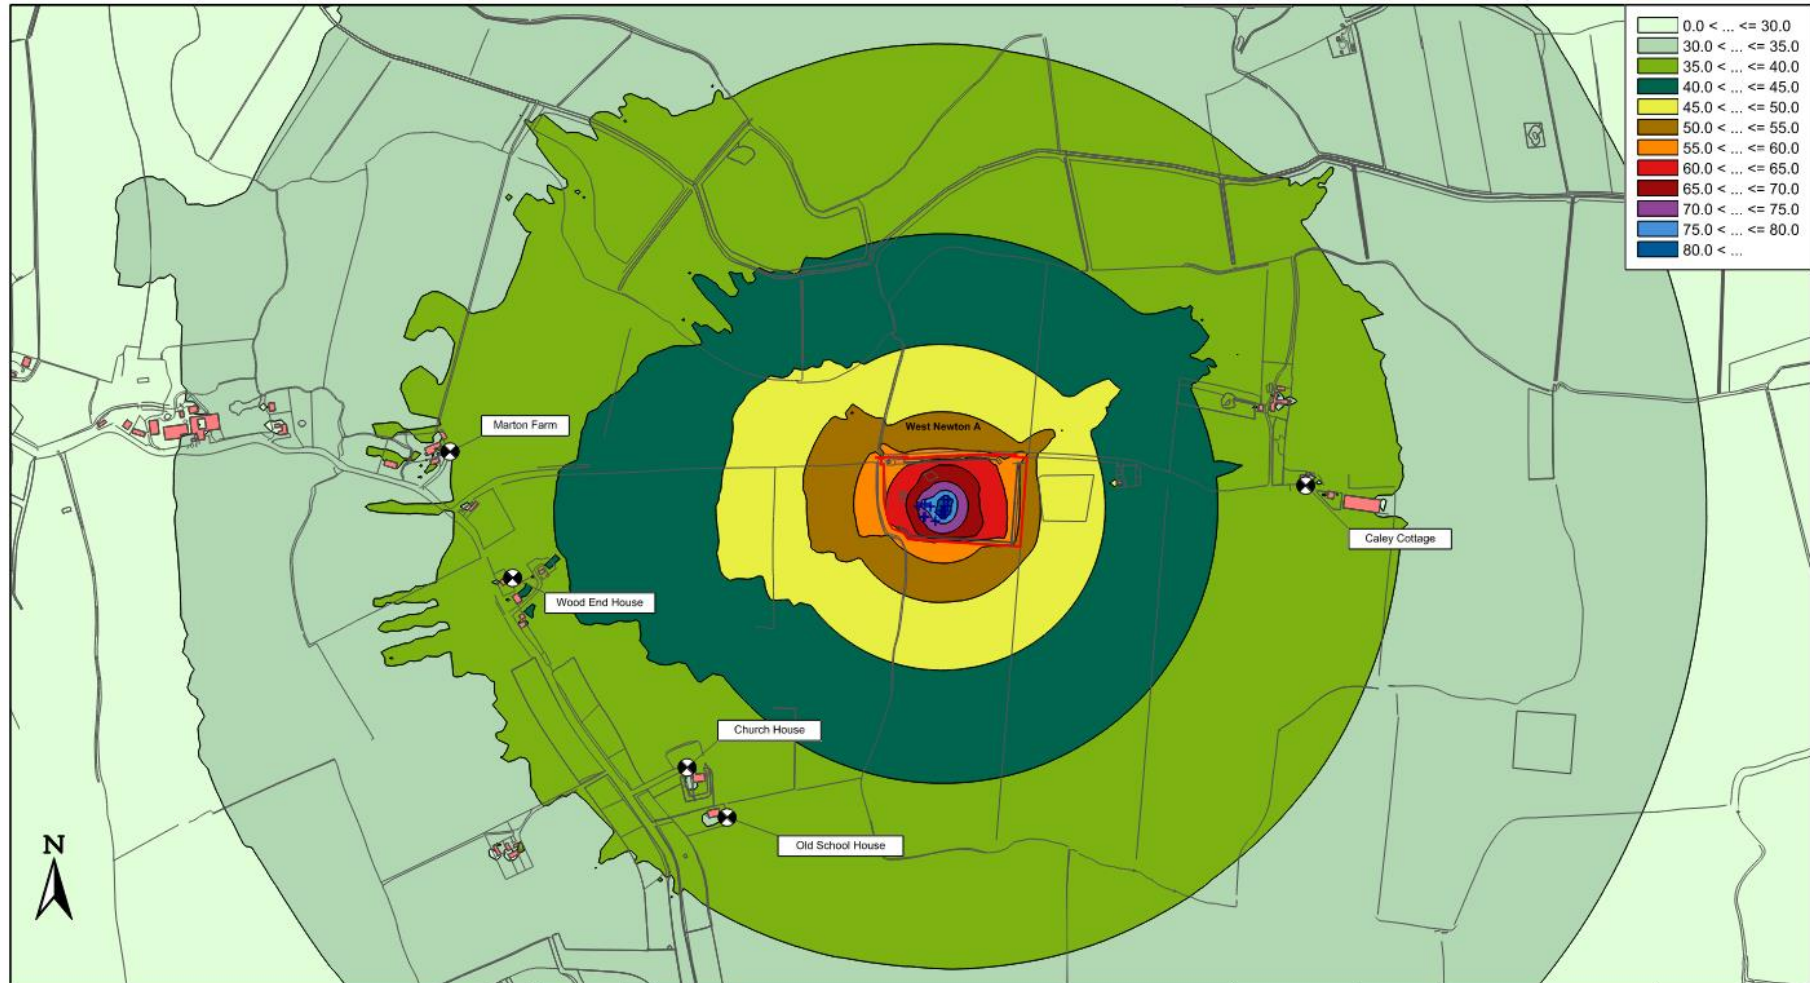 0.0 < ... <= 30.0
30.0 < ... <= 35.0
35.0 < ... <= 40.0
40.0 < ... <= 45.0
45.0 < ... <= 50.0
50.0 < ... <= 55.0
55.0 < ... <= 60.0
60.0 < ... <= 65.0
65.0 < ... <= 70.0
70.0 < ... <= 75.0
75.0 < ... <= 80.0
80.0 < ...
Marton Farm
West Newton A
Caley Cottage
Wood End House
Church House
Old School House
N